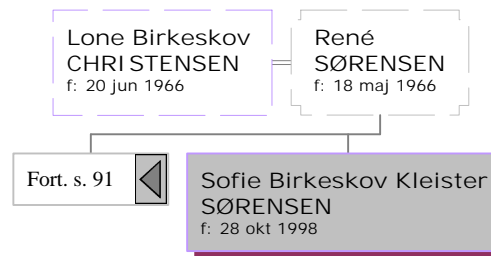 Lone Birkeskov
CHRISTENSEN
f: 20 jun 1966
René
SØRENSEN
f: 18 maj 1966
Fort. s. 91
Sofie Birkeskov Kleister
SØRENSEN
f: 28 okt 1998